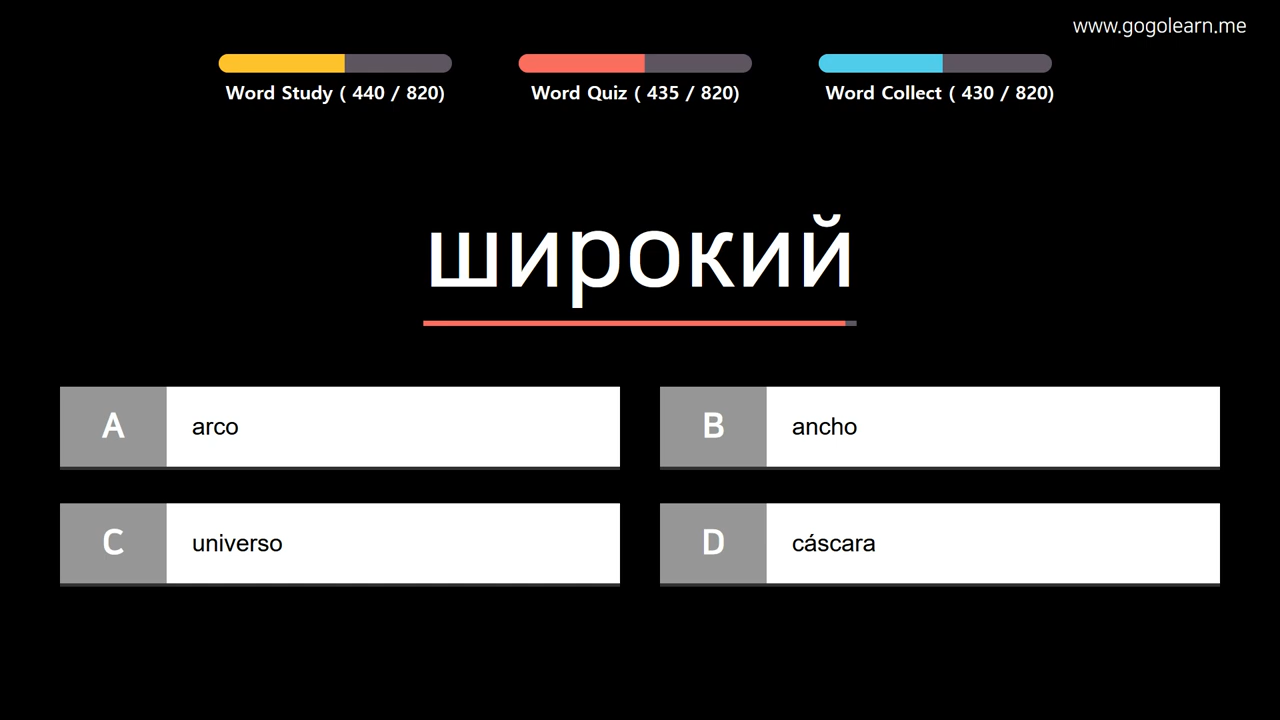 www.gogolearn.me
Word Study ( 440 / 820)
Word Quiz ( 435 / 820)
Word Collect ( 430 / 820)
широкий
A arco
B ancho
C universo
D cáscara